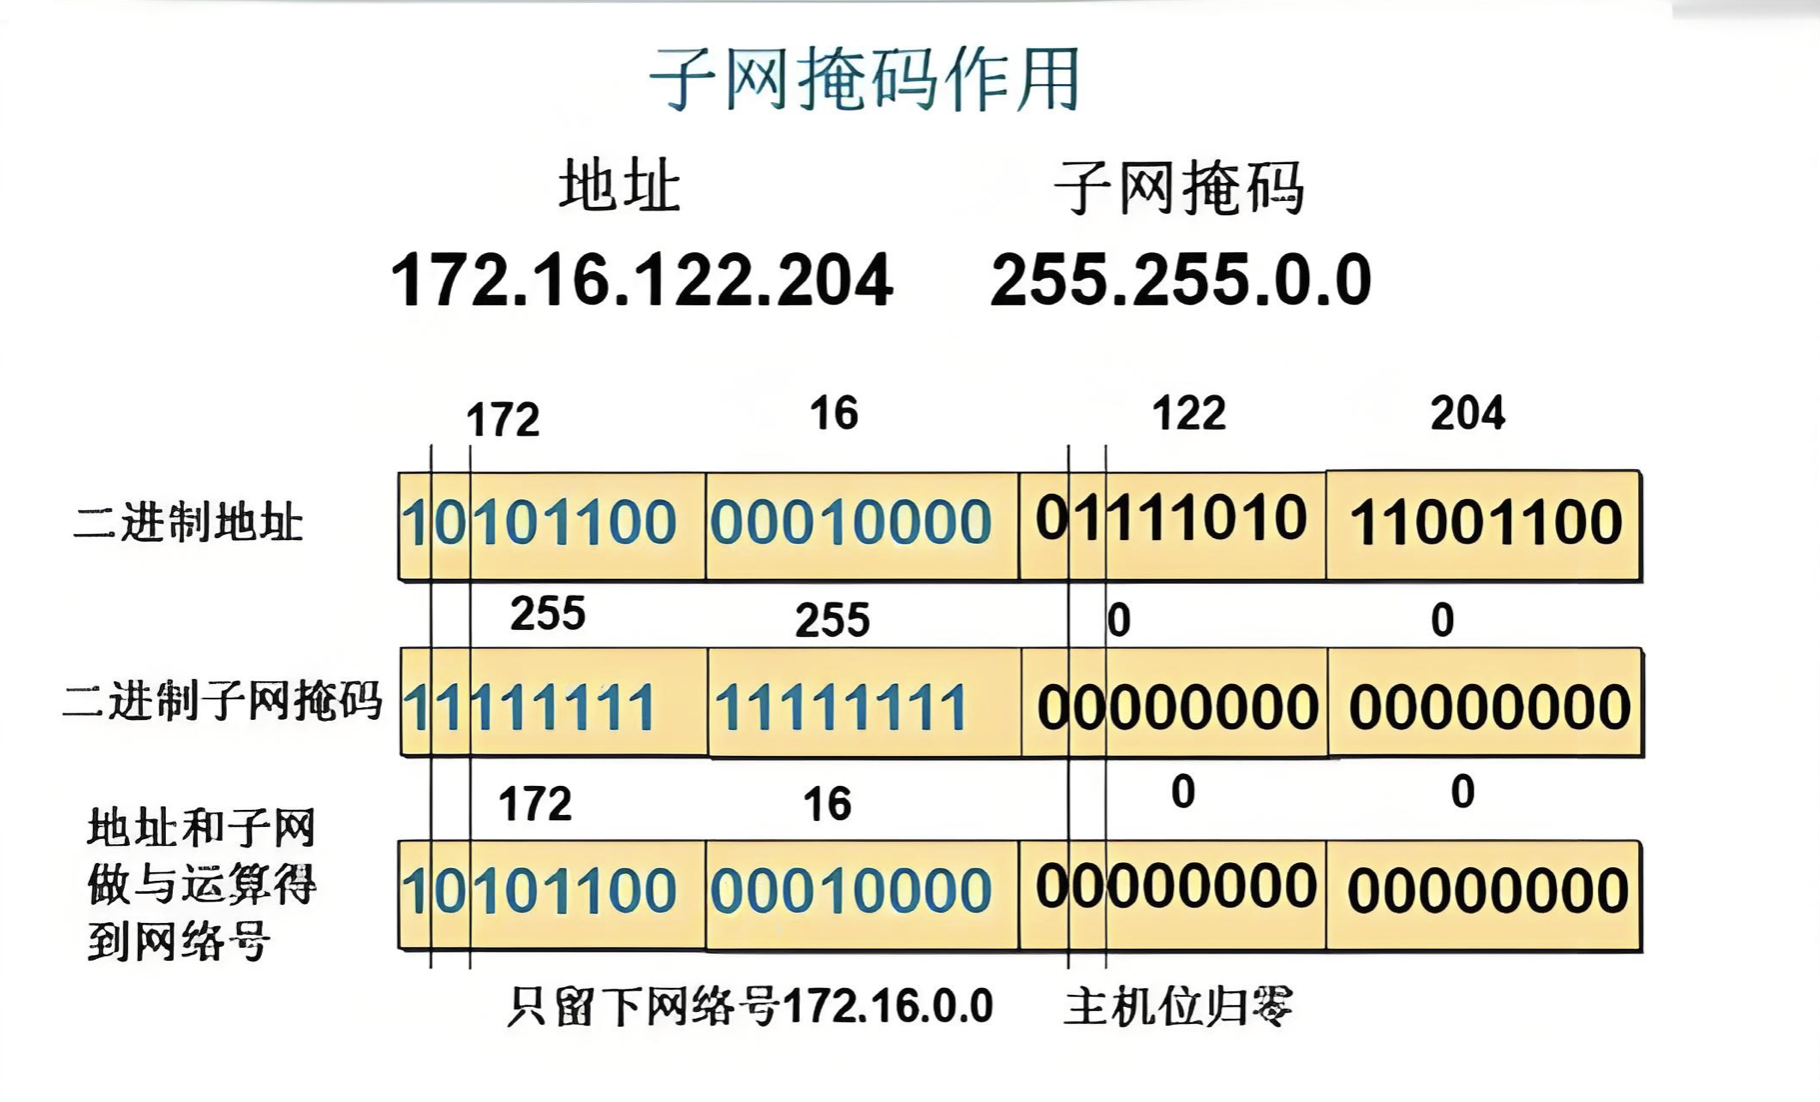 子网掩码作用
地址 子网掩码
172.16.122.204 255.255.0.0
172 16 122 204
二进制地址 10101100 00010000 01111010 11001100
255 255 0 0
二进制子网掩码 11111111 11111111 00000000 00000000
172 16 0 0
地址和子网
做与运算得
到网络号
10101100 00010000 00000000 00000000
只留下网络号172.16.0.0 主机位归零